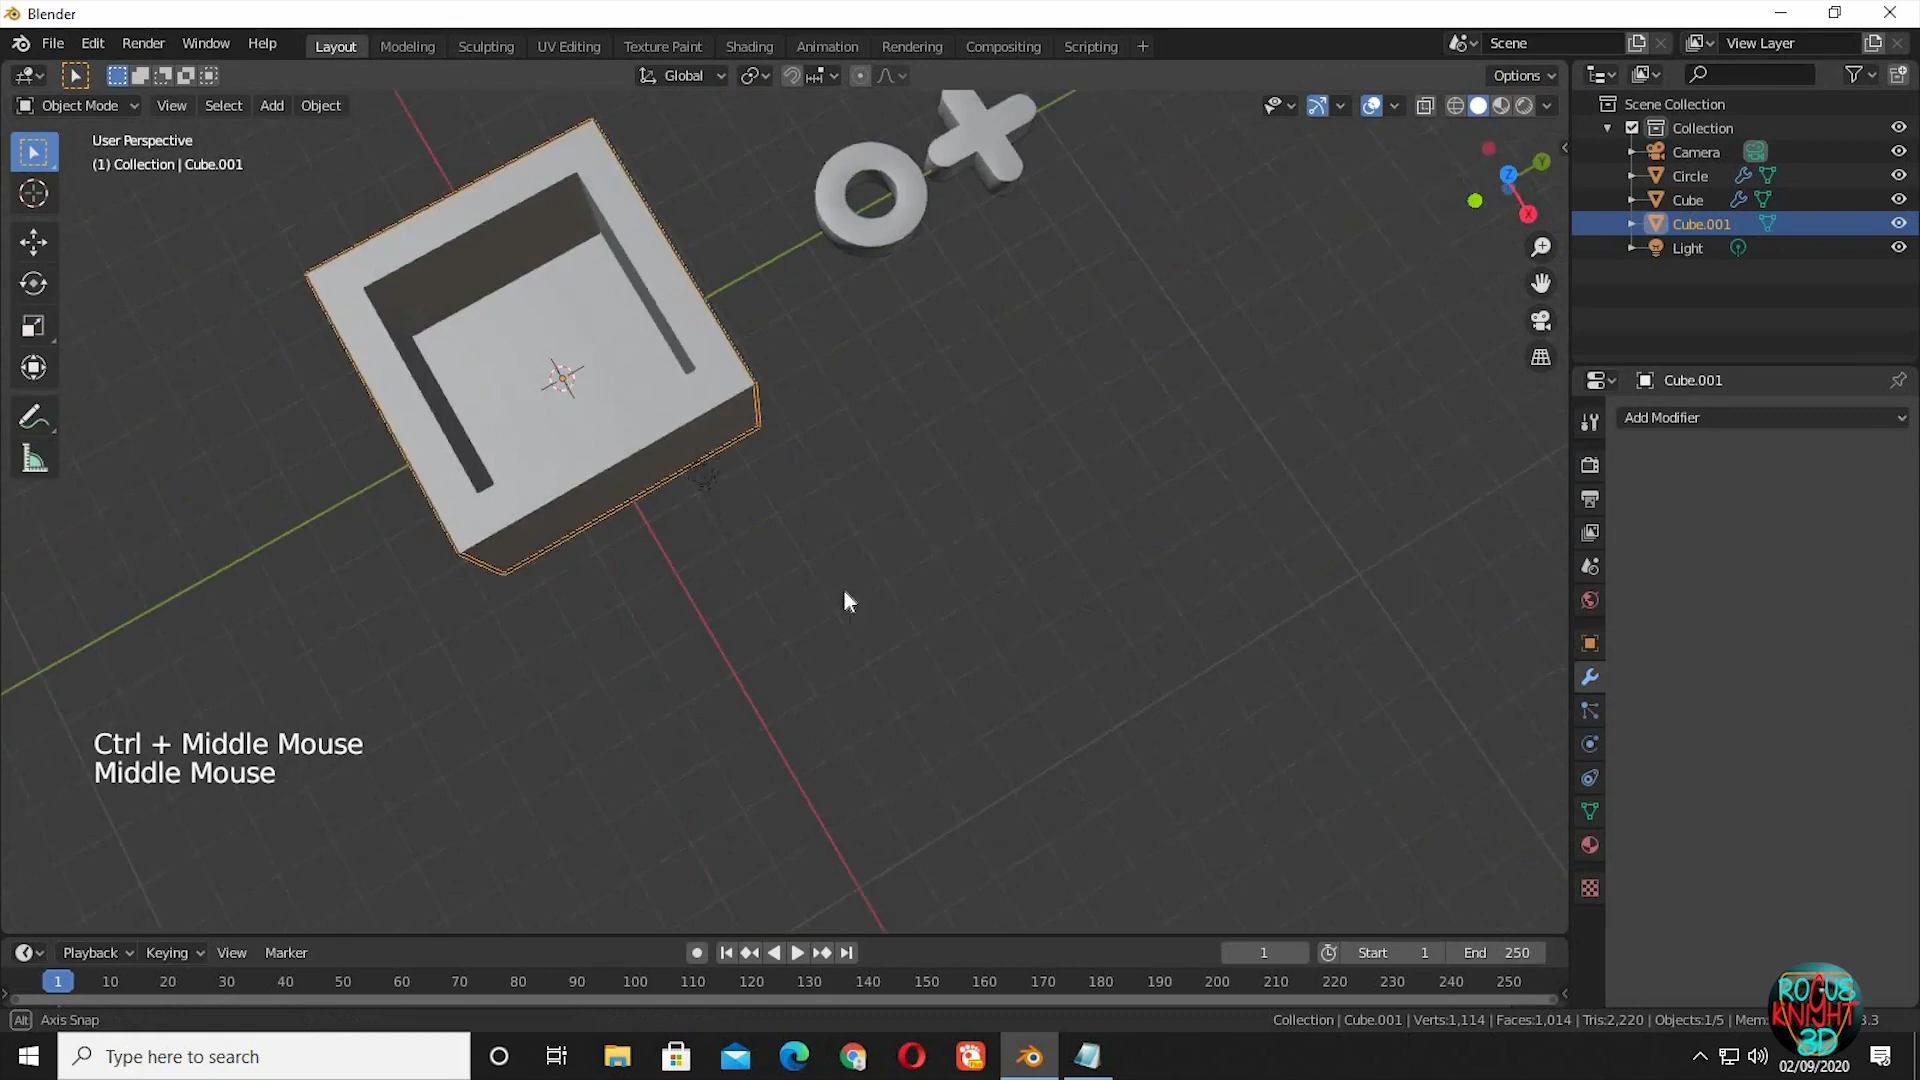 Blender
File Edit Render Window Help Layout Modeling Sculpting UV Editing Texture Paint Shading Animation Rendering Compositing Scripting + Scene View Layer
Global Options
Object Mode View Select Add Object
User Perspective
(1) Collection | Cube.001
Z Y X
Scene Collection
Collection
Camera
Circle
Cube
Cube.001
Light
Cube.001
Add Modifier
Ctrl + Middle Mouse
Middle Mouse
Playback Keying View Marker 1 Start 1 End 250
1 10 20 30 40 50 60 70 80 90 100 110 120 130 140 150 160 170 180 190 200 210 220 230 240 250
Alt Axis Snap Collection | Cube.001 | Verts:1,114 | Faces:1,014 | Tris:2,220 | Objects:1/5 | Mem:
ROGUE
KNIGHT
3D
Type here to search
02/09/2020